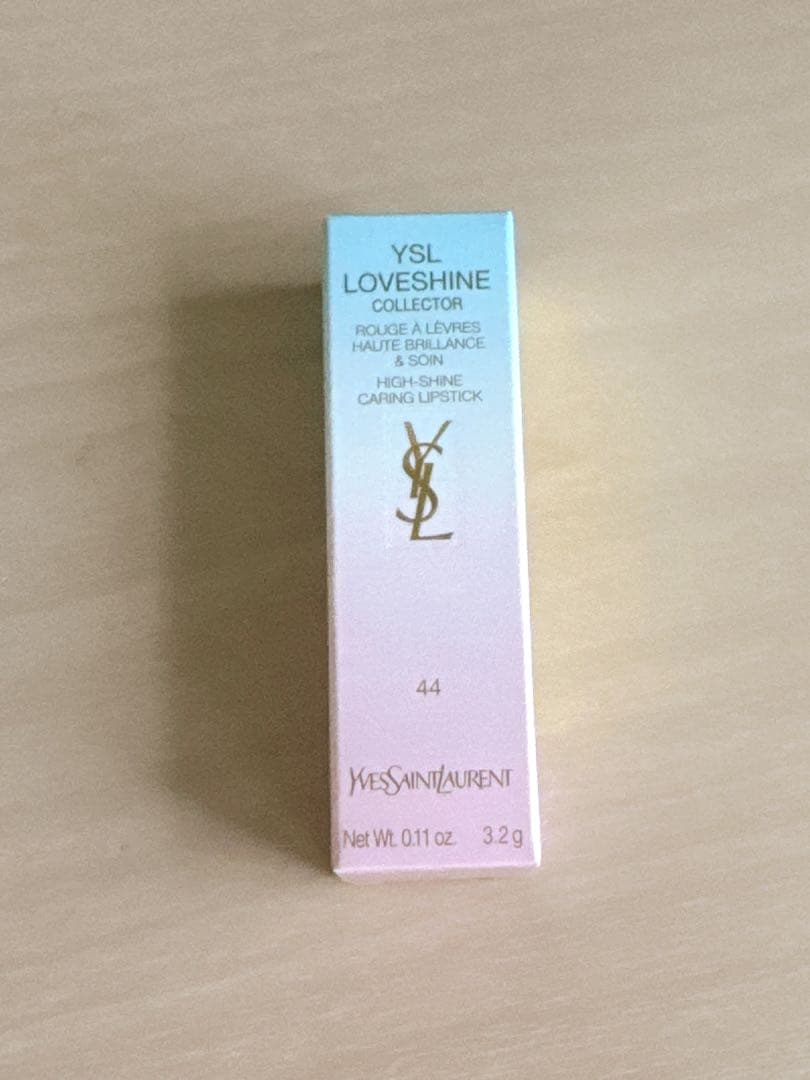 YSL
LOVESHINE
COLLECTOR
ROUGE À LÈVRES
HAUTE BRILLANCE
& SOIN
HIGH-SHINE
CARING LIPSTICK
YSL
44
YVESSAINTLAURENT
Net Wt. 0.11 oz. 3.2 g